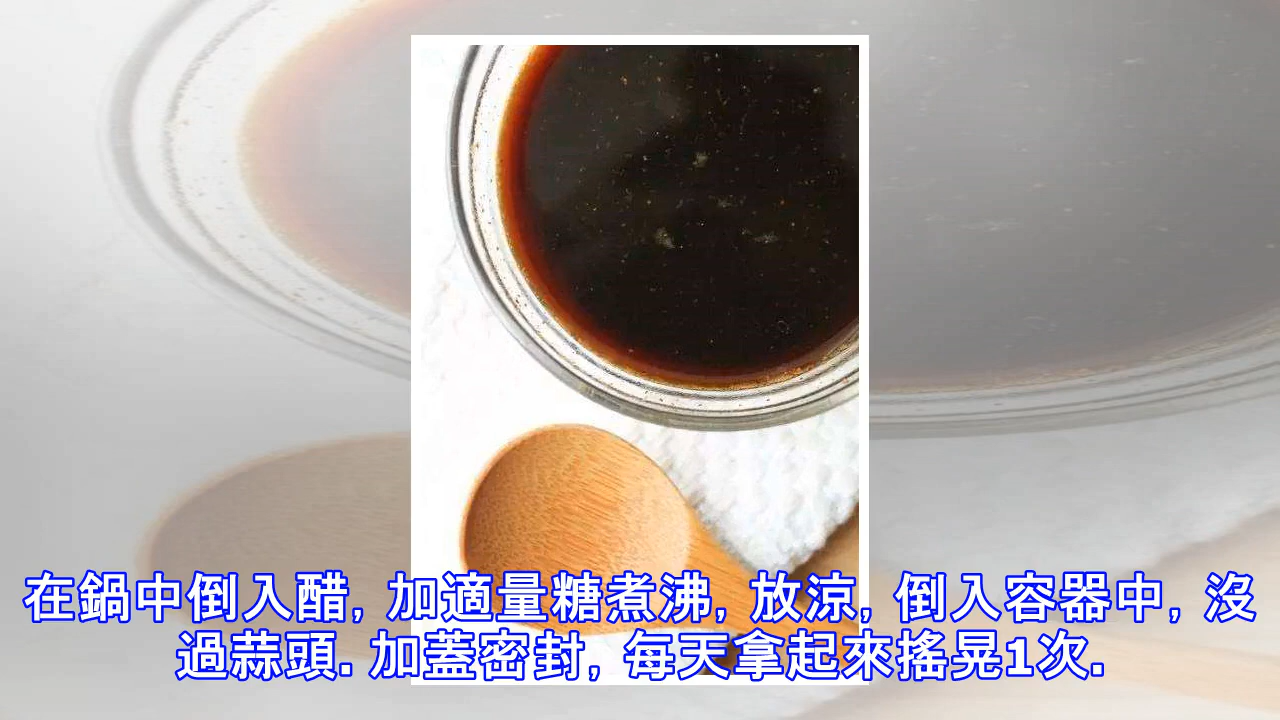 在鍋中倒入醋, 加適量糖煮沸, 放涼, 倒入容器中, 沒
過蒜頭. 加蓋密封, 每天拿起來搖晃1次.